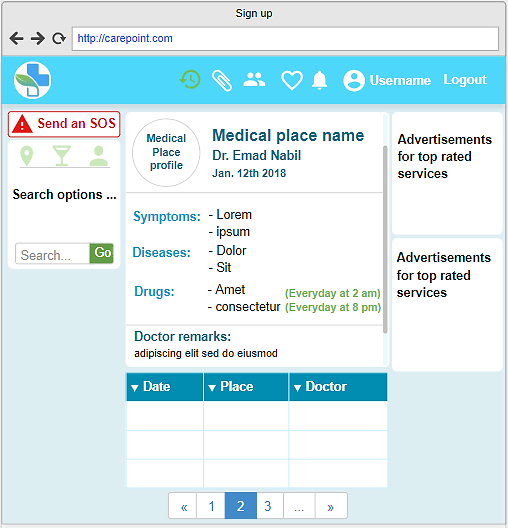 Sign up
http://carepoint.com
Username
Logout
Send an SOS
Search options ...
Search...
Go
Medical
Place
profile
Medical place name
Dr. Emad Nabil
Jan. 12th 2018
Symptoms:
- Lorem
- ipsum
Diseases:
- Dolor
- Sit
Drugs:
- Amet (Everyday at 2 am)
- consectetur (Everyday at 8 pm)
Doctor remarks:
adipiscing elit sed do eiusmod
Date Place Doctor
« 1 2 3 ... »
Advertisements
for top rated
services
Advertisements
for top rated
services